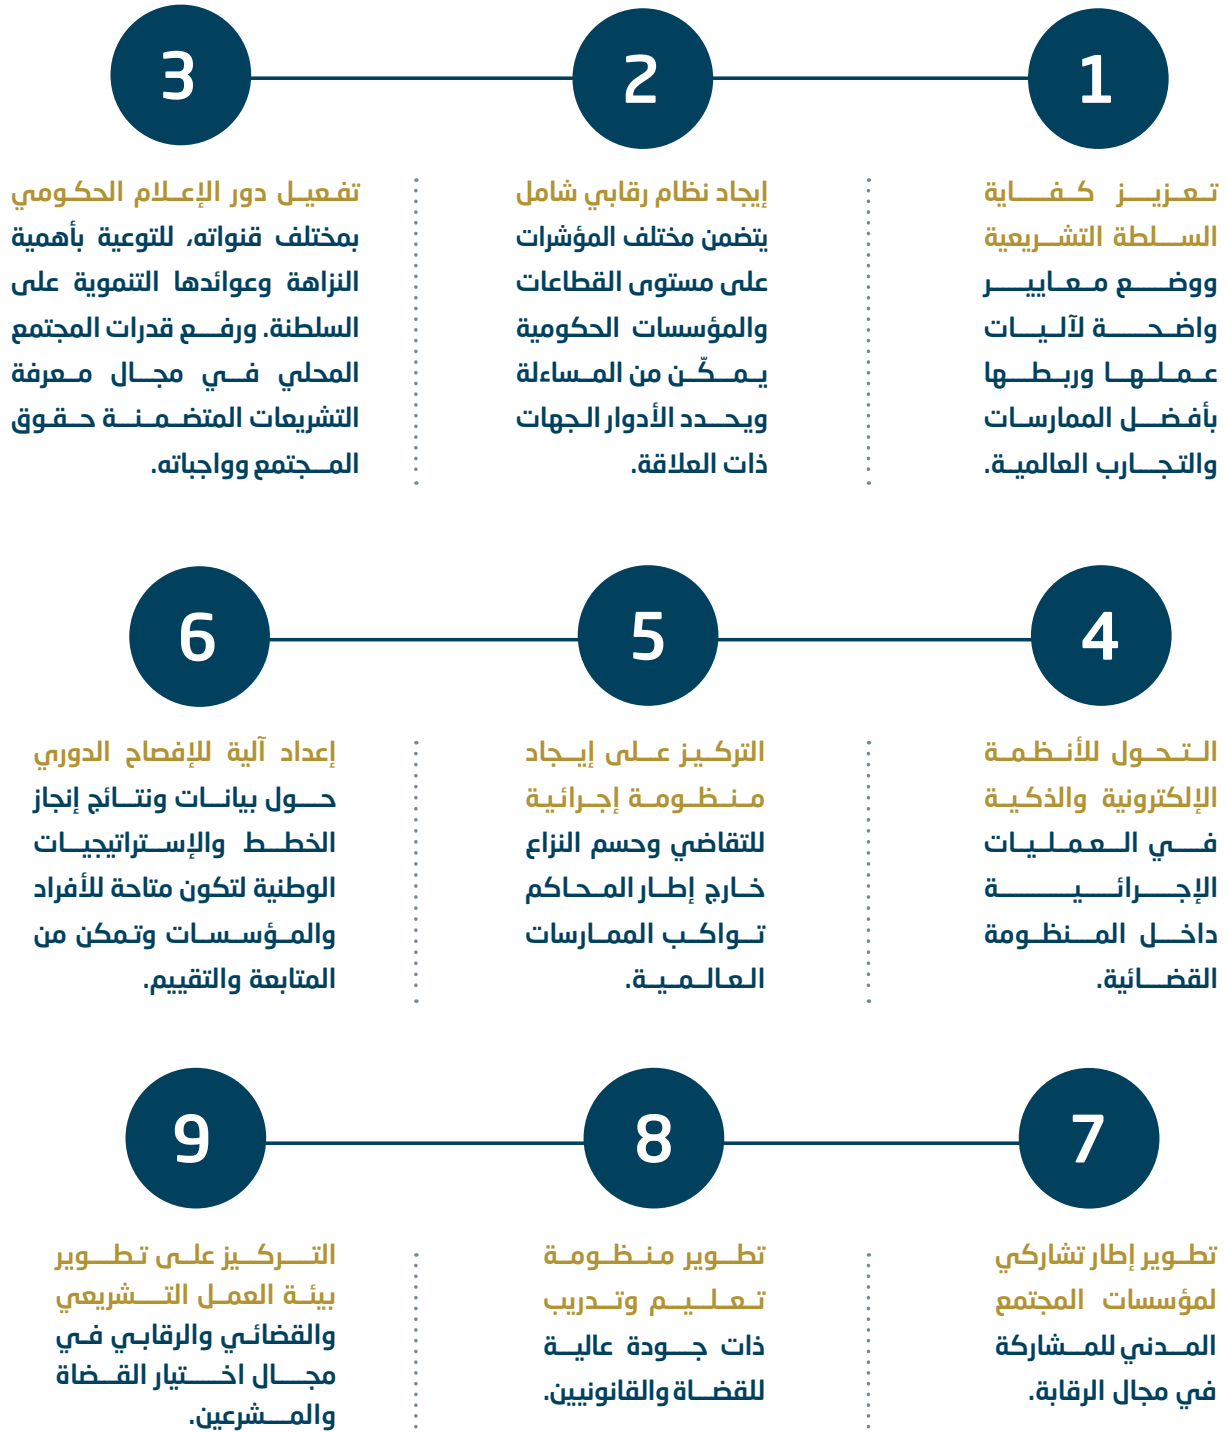 1
تعزيز كفاية
السلطة التشريعية
ووضع معايير
واضحة لآليات
عملها وربطها
بأفضل الممارسات
والتجارب العالمية.
2
إيجاد نظام رقابي شامل
يتضمن مختلف المؤشرات
على مستوى القطاعات
والمؤسسات الحكومية
يمكّن من المساءلة
ويحدد الأدوار الجهات
ذات العلاقة.
3
تفعيل دور الإعلام الحكومي
بمختلف قنواته، للتوعية بأهمية
النزاهة وعوائدها التنموية على
السلطنة. ورفع قدرات المجتمع
المحلي في مجال معرفة
التشريعات المتضمنة حقوق
المجتمع وواجباته.
4
التحول للأنظمة
الإلكترونية والذكية
في العمليات
الإجرائية
داخل المنظومة
القضائية.
5
التركيز على إيجاد
منظومة إجرائية
للتقاضي وحسم النزاع
خارج إطار المحاكم
تواكب الممارسات
العالمية.
6
إعداد آلية للإفصاح الدوري
حول بيانات ونتائج إنجاز
الخطط والإستراتيجيات
الوطنية لتكون متاحة للأفراد
والمؤسسات وتمكن من
المتابعة والتقييم.
7
تطوير إطار تشاركي
لمؤسسات المجتمع
المدني للمشاركة
في مجال الرقابة.
8
تطوير منظومة
تعليم وتدريب
ذات جودة عالية
للقضاة والقانونيين.
9
التركيز على تطوير
بيئة العمل التشريعي
والقضائي والرقابي في
مجال اختيار القضاة
والمشرعين.